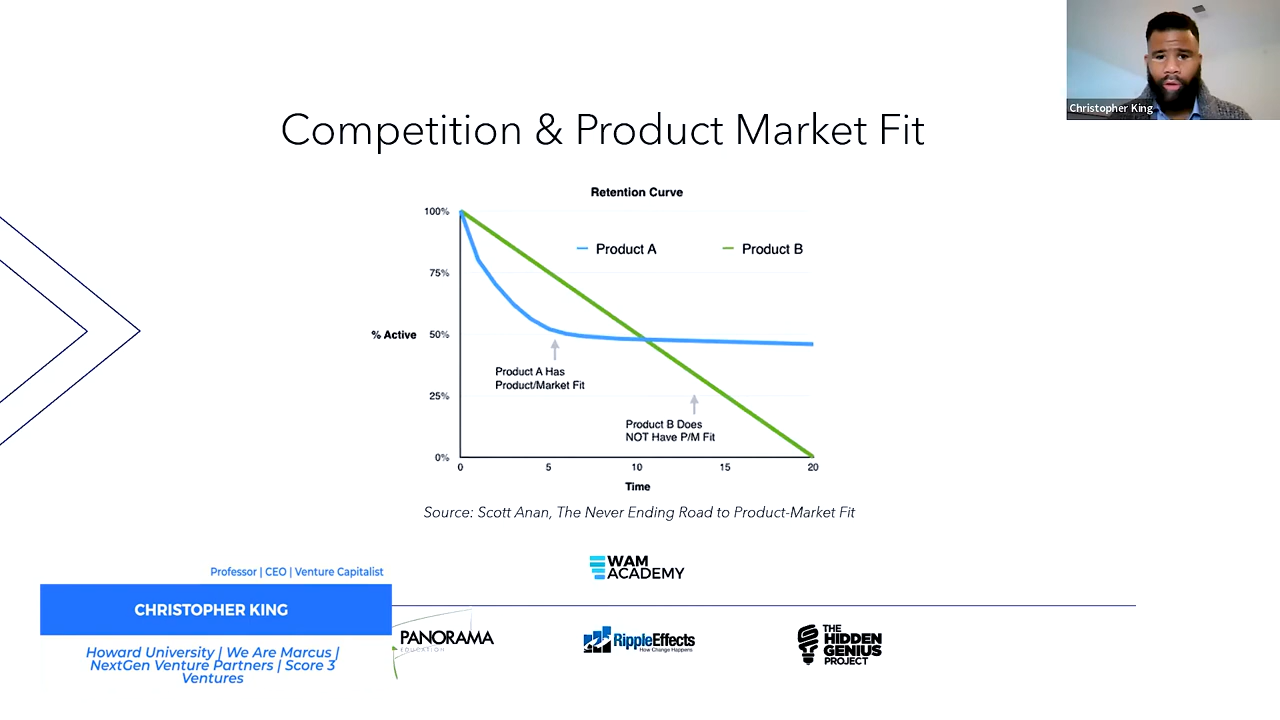 Christopher King
Competition & Product Market Fit
Retention Curve
100%
Product A
Product B
75%
% Active
50%
Product A Has
Product/Market Fit
25%
Product B Does
NOT Have P/M Fit
0%
0
5
10
15
20
Time
Source: Scott Anan, The Never Ending Road to Product-Market Fit
WAM
ACADEMY
Professor | CEO | Venture Capitalist
CHRISTOPHER KING
Howard University | We Are Marcus |
NextGen Venture Partners | Score 3
Ventures
PANORAMA
EDUCATION
RippleEffects
How Change Happens
THE
HIDDEN
GENIUS
PROJECT